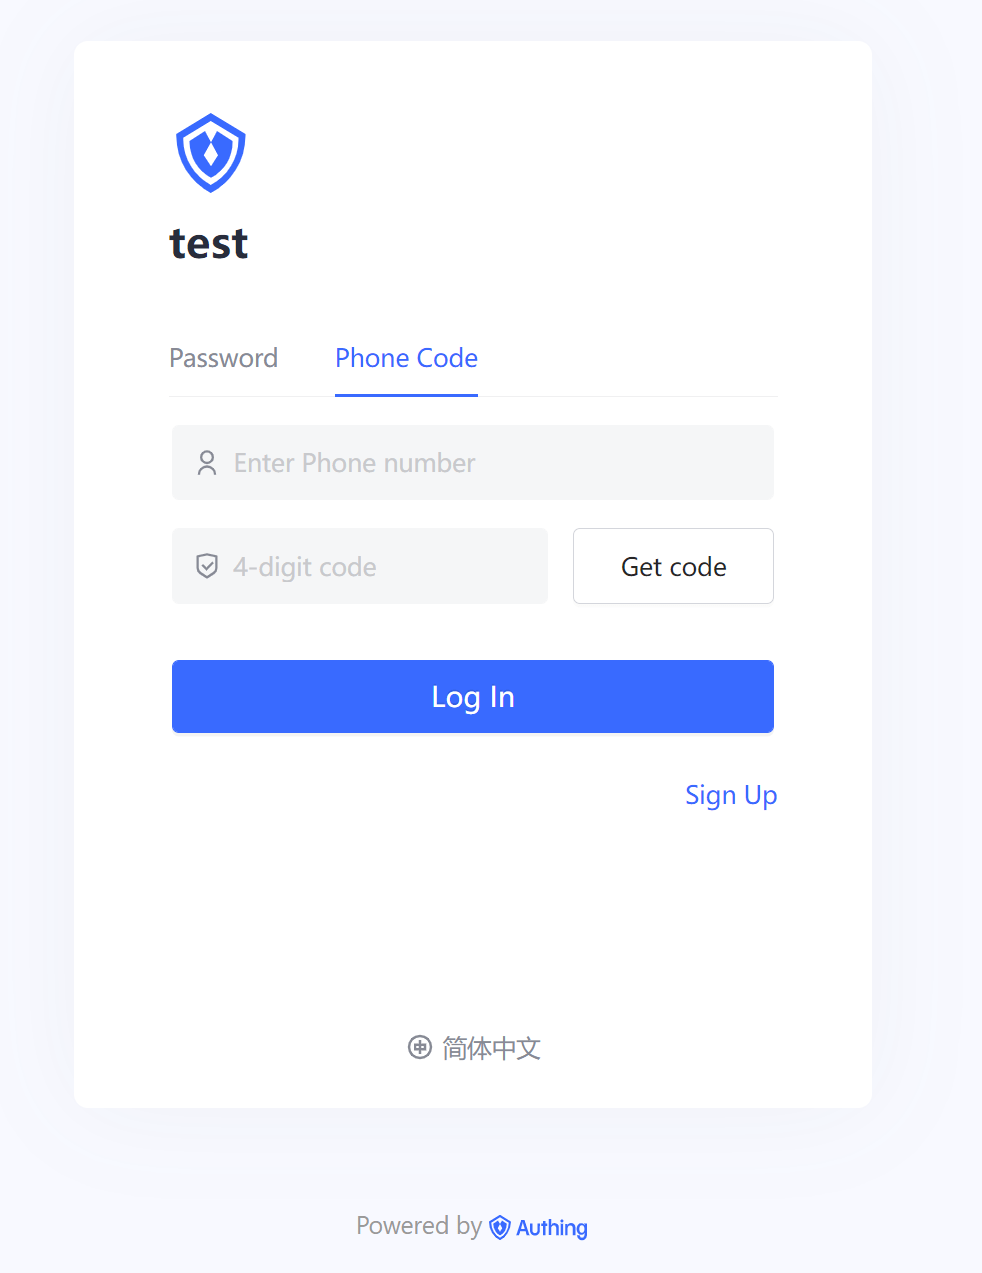 test
Password Phone Code
Enter Phone number
4-digit code Get code
Log In
Sign Up
简体中文
Powered by Authing